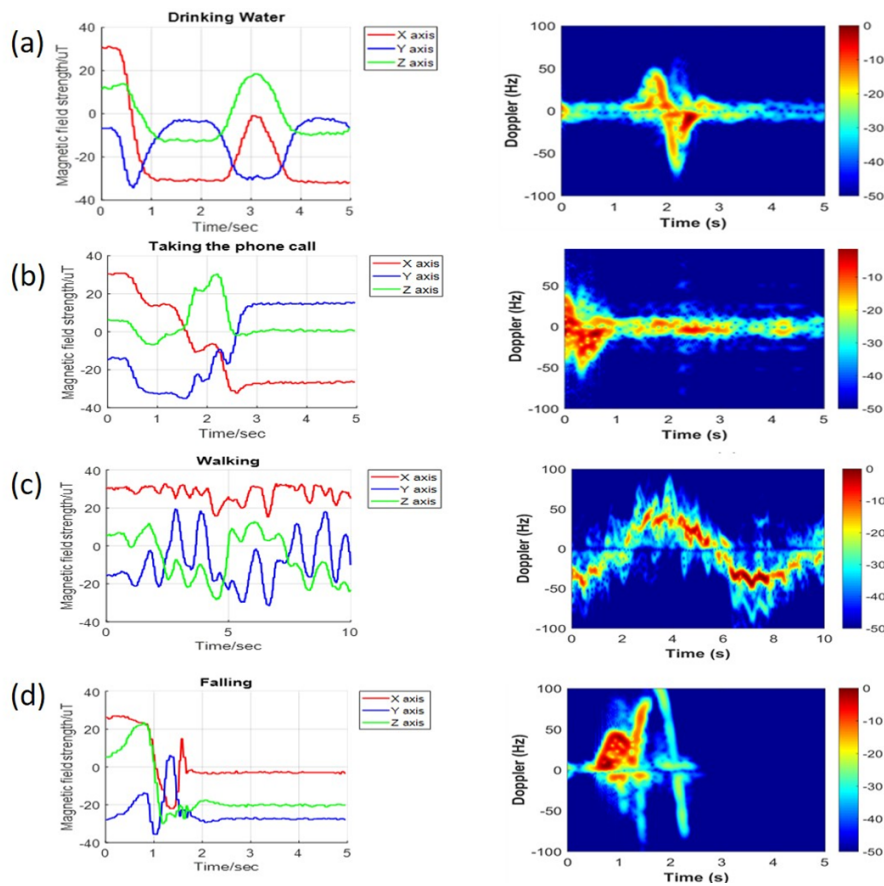 (a)
Drinking Water
Magnetic field strength/uT
40
20
0
-20
-40
0 1 2 3 4 5
Time/sec
X axis
Y axis
Z axis
Doppler (Hz)
100
50
0
-50
-100
0 1 2 3 4 5
Time (s)
0
-10
-20
-30
-40
-50
(b)
Taking the phone call
Magnetic field strength/uT
40
20
0
-20
-40
0 1 2 3 4 5
Time/sec
X axis
Y axis
Z axis
Doppler (Hz)
50
0
-50
-100
0 1 2 3 4 5
Time (s)
-10
-20
-30
-40
-50
(c)
Walking
Magnetic field strength/uT
40
20
0
-20
-40
0 5 10
Time/sec
X axis
Y axis
Z axis
Doppler (Hz)
100
50
0
-50
-100
0 2 4 6 8 10
Time (s)
0
-10
-20
-30
-40
-50
(d)
Falling
Magnetic field strength/uT
40
20
0
-20
-40
0 1 2 3 4 5
Time/sec
X axis
Y axis
Z axis
Doppler (Hz)
100
50
0
-50
-100
0 1 2 3 4 5
Time (s)
0
-10
-20
-30
-40
-50